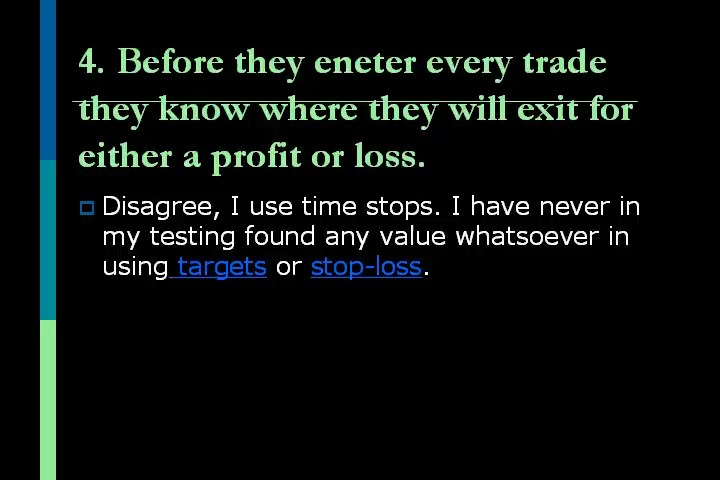 4. Before they eneter every trade
they know where they will exit for
either a profit or loss.
Disagree, I use time stops. I have never in
my testing found any value whatsoever in
using targets or stop-loss.